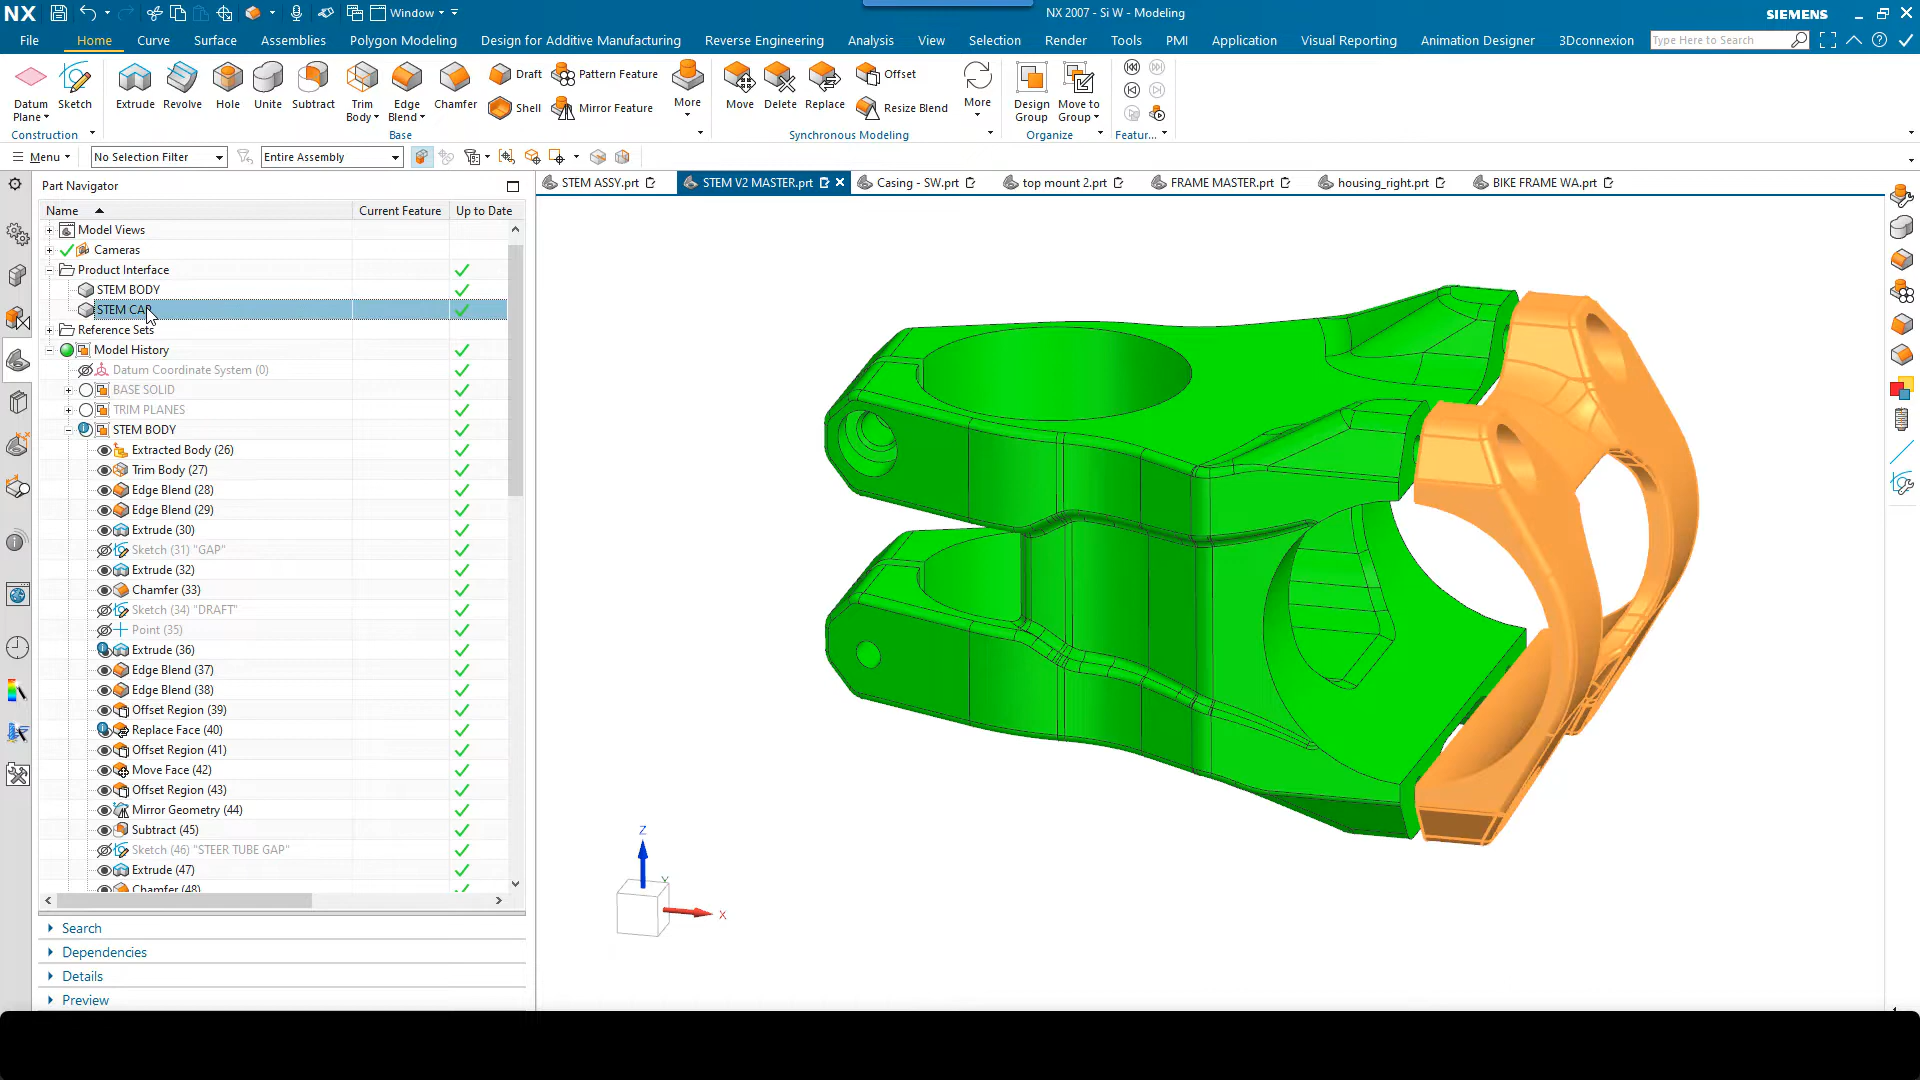 NX Window NX 2007 - Si W - Modeling SIEMENS
File Home Curve Surface Assemblies Polygon Modeling Design for Additive Manufacturing Reverse Engineering Analysis View Selection Render Tools PMI Application Visual Reporting Animation Designer 3Dconnexion Type Here to Search
Datum Plane Sketch Extrude Revolve Hole Unite Subtract Trim Body Edge Blend Chamfer Draft Shell Pattern Feature Mirror Feature More Move Delete Replace Offset Resize Blend More Design Group Move to Group
Construction Base Synchronous Modeling Organize Featur...
Menu No Selection Filter Entire Assembly
Part Navigator
STEM ASSY.prt STEM V2 MASTER.prt Casing - SW.prt top mount 2.prt FRAME MASTER.prt housing_right.prt BIKE FRAME WA.prt
Name Current Feature Up to Date
Model Views
Cameras
Product Interface
STEM BODY
STEM CAP
Reference Sets
Model History
Datum Coordinate System (0)
BASE SOLID
TRIM PLANES
STEM BODY
Extracted Body (26)
Trim Body (27)
Edge Blend (28)
Edge Blend (29)
Extrude (30)
Sketch (31) "GAP"
Extrude (32)
Chamfer (33)
Sketch (34) "DRAFT"
Point (35)
Extrude (36)
Edge Blend (37)
Edge Blend (38)
Offset Region (39)
Replace Face (40)
Offset Region (41)
Move Face (42)
Offset Region (43)
Mirror Geometry (44)
Subtract (45)
Sketch (46) "STEER TUBE GAP"
Extrude (47)
Chamfer (48)
Search
Dependencies
Details
Preview
Z
Y
X